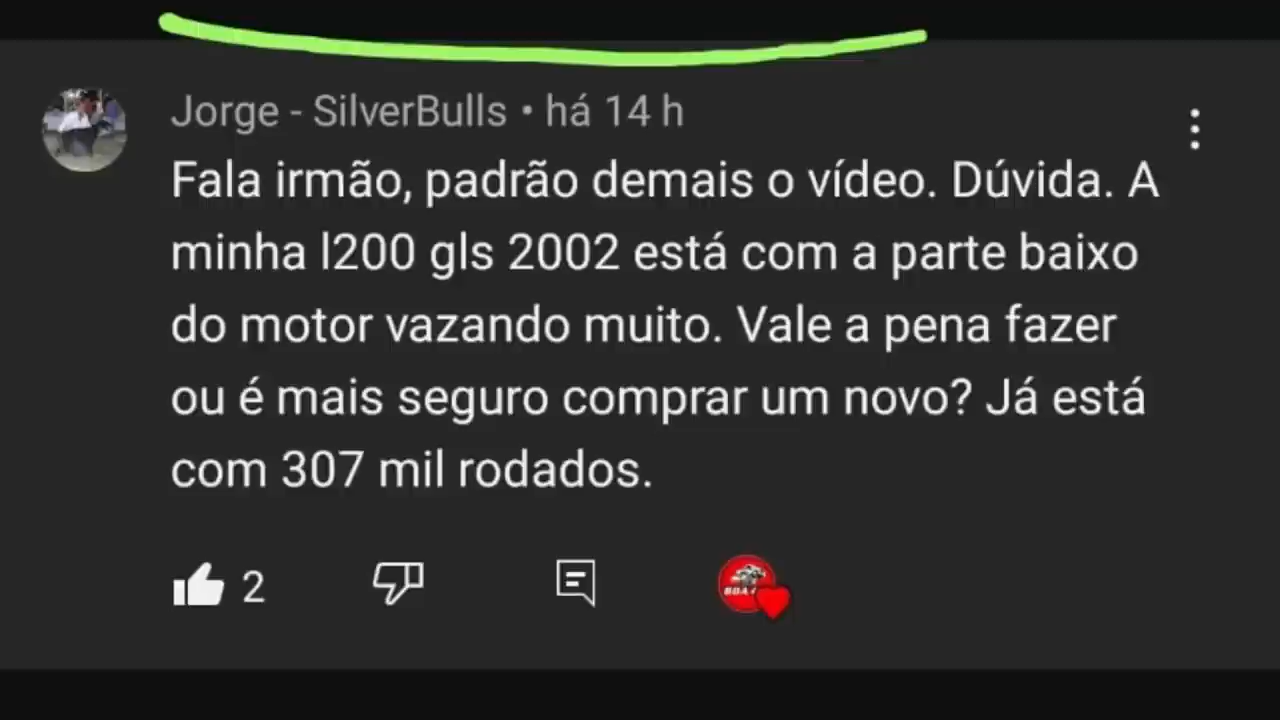 Jorge - SilverBulls • há 14 h
Fala irmão, padrão demais o vídeo. Dúvida. A
minha l200 gls 2002 está com a parte baixo
do motor vazando muito. Vale a pena fazer
ou é mais seguro comprar um novo? Já está
com 307 mil rodados.
2